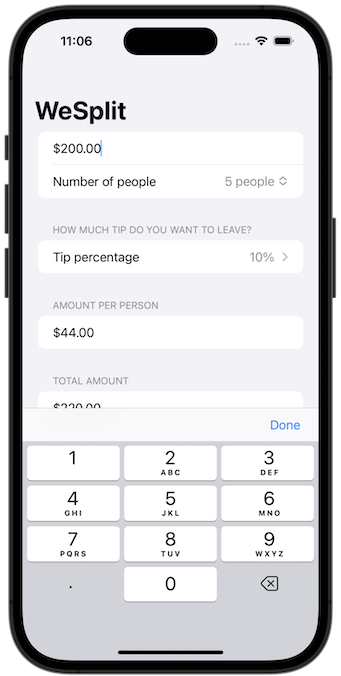 11:06
WeSplit
$200.00
Number of people 5 people
HOW MUCH TIP DO YOU WANT TO LEAVE?
Tip percentage 10%
AMOUNT PER PERSON
$44.00
TOTAL AMOUNT
$220.00
Done
1 2 3
ABC DEF
4 5 6
GHI JKL MNO
7 8 9
PQRS TUV WXYZ
. 0